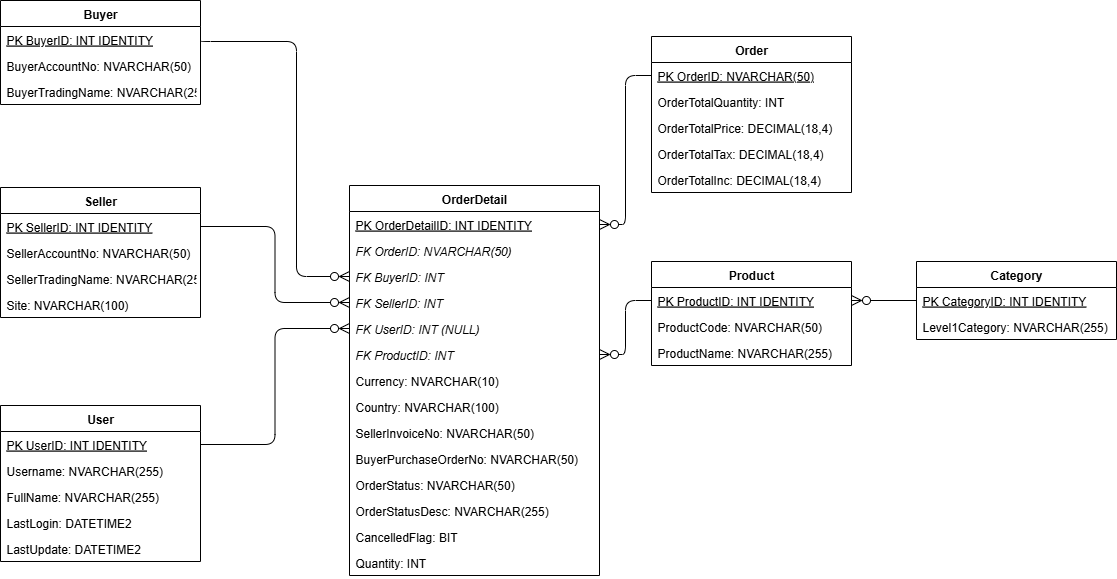 Buyer
PK BuyerID: INT IDENTITY
BuyerAccountNo: NVARCHAR(50)
BuyerTradingName: NVARCHAR(25
Seller
PK SellerID: INT IDENTITY
SellerAccountNo: NVARCHAR(50)
SellerTradingName: NVARCHAR(25
Site: NVARCHAR(100)
User
PK UserID: INT IDENTITY
Username: NVARCHAR(255)
FullName: NVARCHAR(255)
LastLogin: DATETIME2
LastUpdate: DATETIME2
OrderDetail
PK OrderDetailID: INT IDENTITY
FK OrderID: NVARCHAR(50)
FK BuyerID: INT
FK SellerID: INT
FK UserID: INT (NULL)
FK ProductID: INT
Currency: NVARCHAR(10)
Country: NVARCHAR(100)
SellerInvoiceNo: NVARCHAR(50)
BuyerPurchaseOrderNo: NVARCHAR(50)
OrderStatus: NVARCHAR(50)
OrderStatusDesc: NVARCHAR(255)
CancelledFlag: BIT
Quantity: INT
Order
PK OrderID: NVARCHAR(50)
OrderTotalQuantity: INT
OrderTotalPrice: DECIMAL(18,4)
OrderTotalTax: DECIMAL(18,4)
OrderTotalInc: DECIMAL(18,4)
Product
PK ProductID: INT IDENTITY
ProductCode: NVARCHAR(50)
ProductName: NVARCHAR(255)
Category
PK CategoryID: INT IDENTITY
Level1Category: NVARCHAR(255)